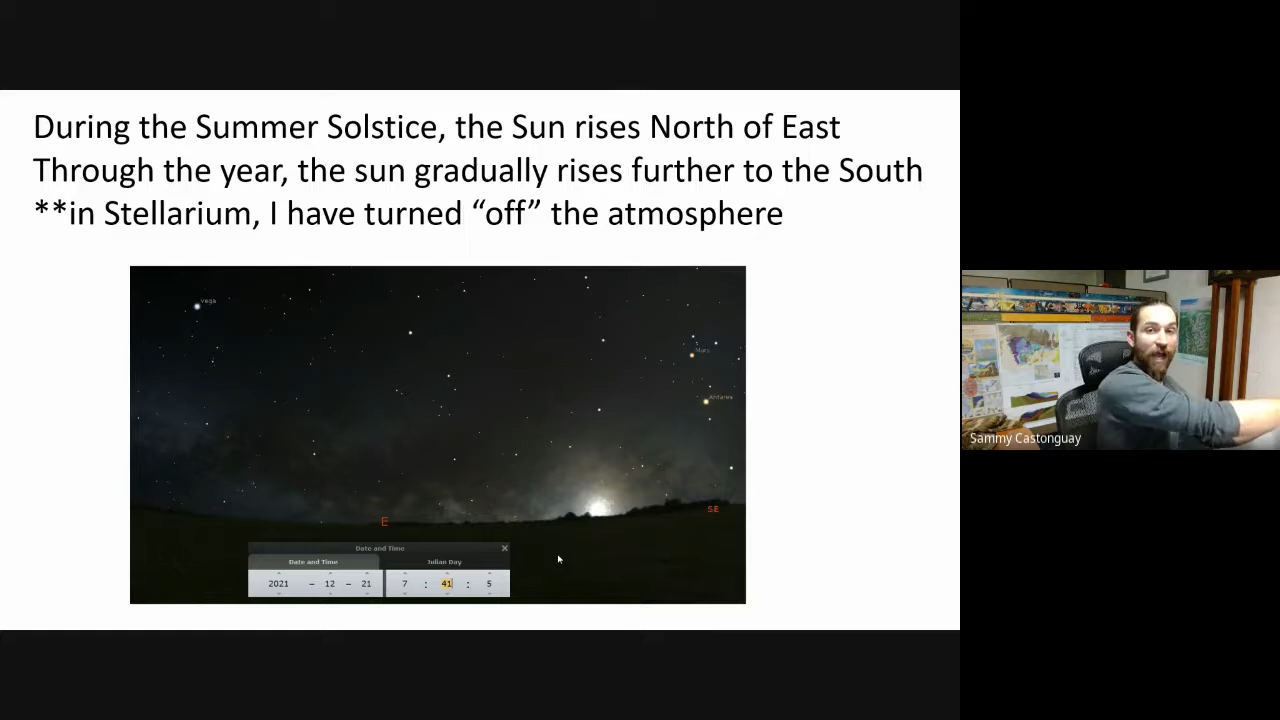 During the Summer Solstice, the Sun rises North of East
Through the year, the sun gradually rises further to the South
**in Stellarium, I have turned “off” the atmosphere
Vega
Mars
Antares
E
SE
Date and Time
Date and Time
Julian Day
2021 – 12 – 21
7 : 41 : 5
Sammy Castonguay